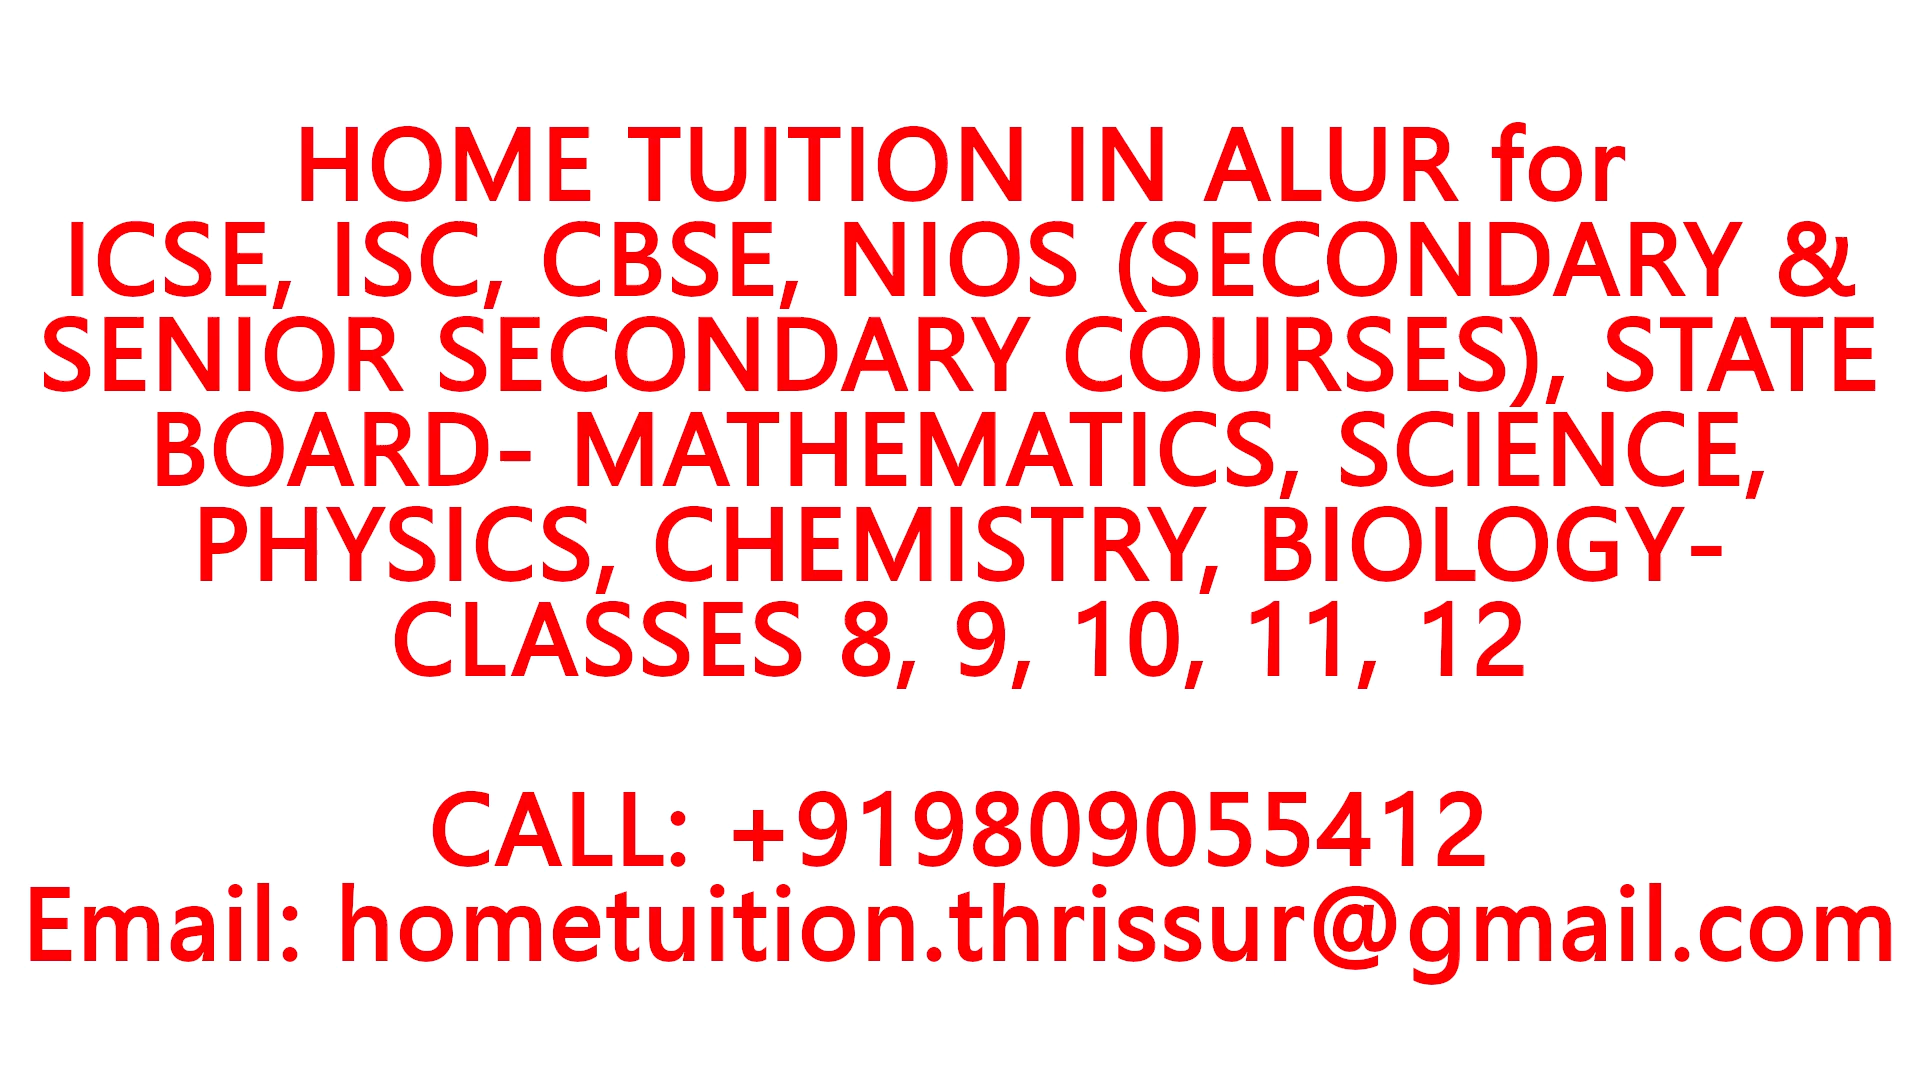 HOME TUITION IN ALUR for
ICSE, ISC, CBSE, NIOS (SECONDARY &
SENIOR SECONDARY COURSES), STATE
BOARD- MATHEMATICS, SCIENCE,
PHYSICS, CHEMISTRY, BIOLOGY-
CLASSES 8, 9, 10, 11, 12
CALL: +919809055412
Email: hometuition.thrissur@gmail.com